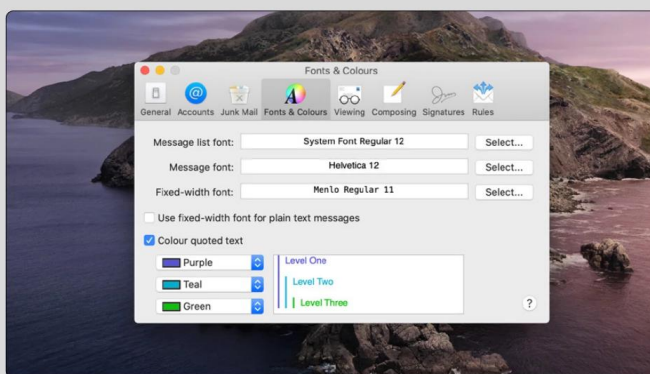 Fonts & Colours
General Accounts Junk Mail Fonts & Colours Viewing Composing Signatures Rules
Message list font: System Font Regular 12 Select...
Message font: Helvetica 12 Select...
Fixed-width font: Menlo Regular 11 Select...
Use fixed-width font for plain text messages
Colour quoted text
Purple Level One
Teal Level Two
Green Level Three ?